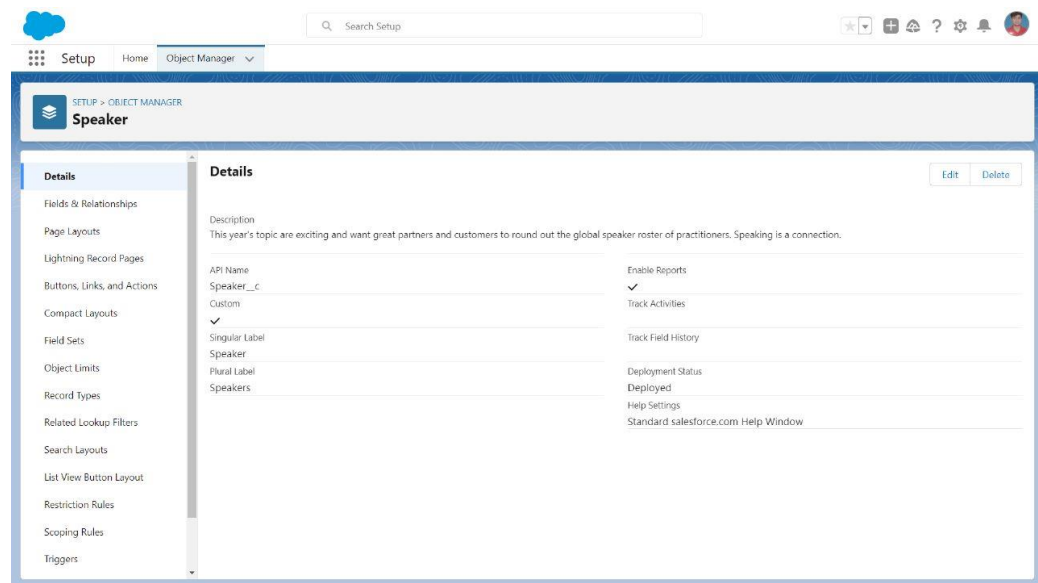 Search Setup
Setup Home Object Manager
SETUP > OBJECT MANAGER
Speaker
Details
Fields & Relationships
Page Layouts
Lightning Record Pages
Buttons, Links, and Actions
Compact Layouts
Field Sets
Object Limits
Record Types
Related Lookup Filters
Search Layouts
List View Button Layout
Restriction Rules
Scoping Rules
Triggers
Details
Edit Delete
Description
This year's topic are exciting and want great partners and customers to round out the global speaker roster of practitioners. Speaking is a connection.
API Name
Speaker__c
Custom
Singular Label
Speaker
Plural Label
Speakers
Enable Reports
Track Activities
Track Field History
Deployment Status
Deployed
Help Settings
Standard salesforce.com Help Window